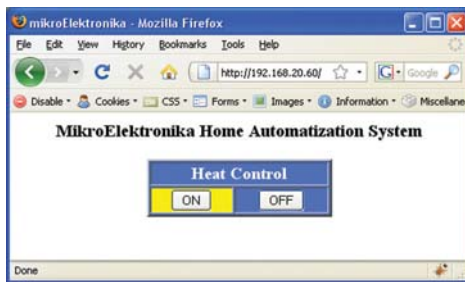 mikroElektronika - Mozilla Firefox
File Edit View History Bookmarks Tools Help
http://192.168.20.60/ G Google
Disable Cookies CSS Forms Images Information Miscellane
MikroElektronika Home Automatization System
Heat Control
ON OFF
Done